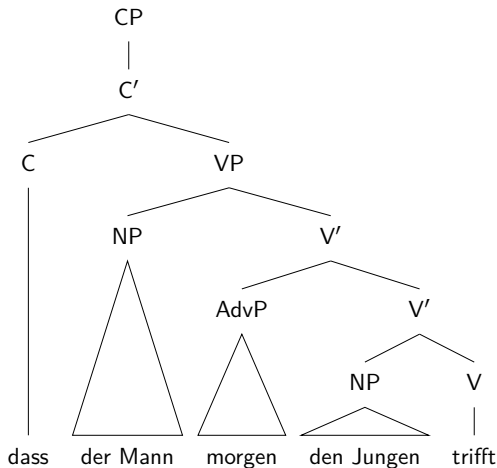 CP
C′
C VP
NP V′
AdvP V′
NP V
dass der Mann morgen den Jungen trifft